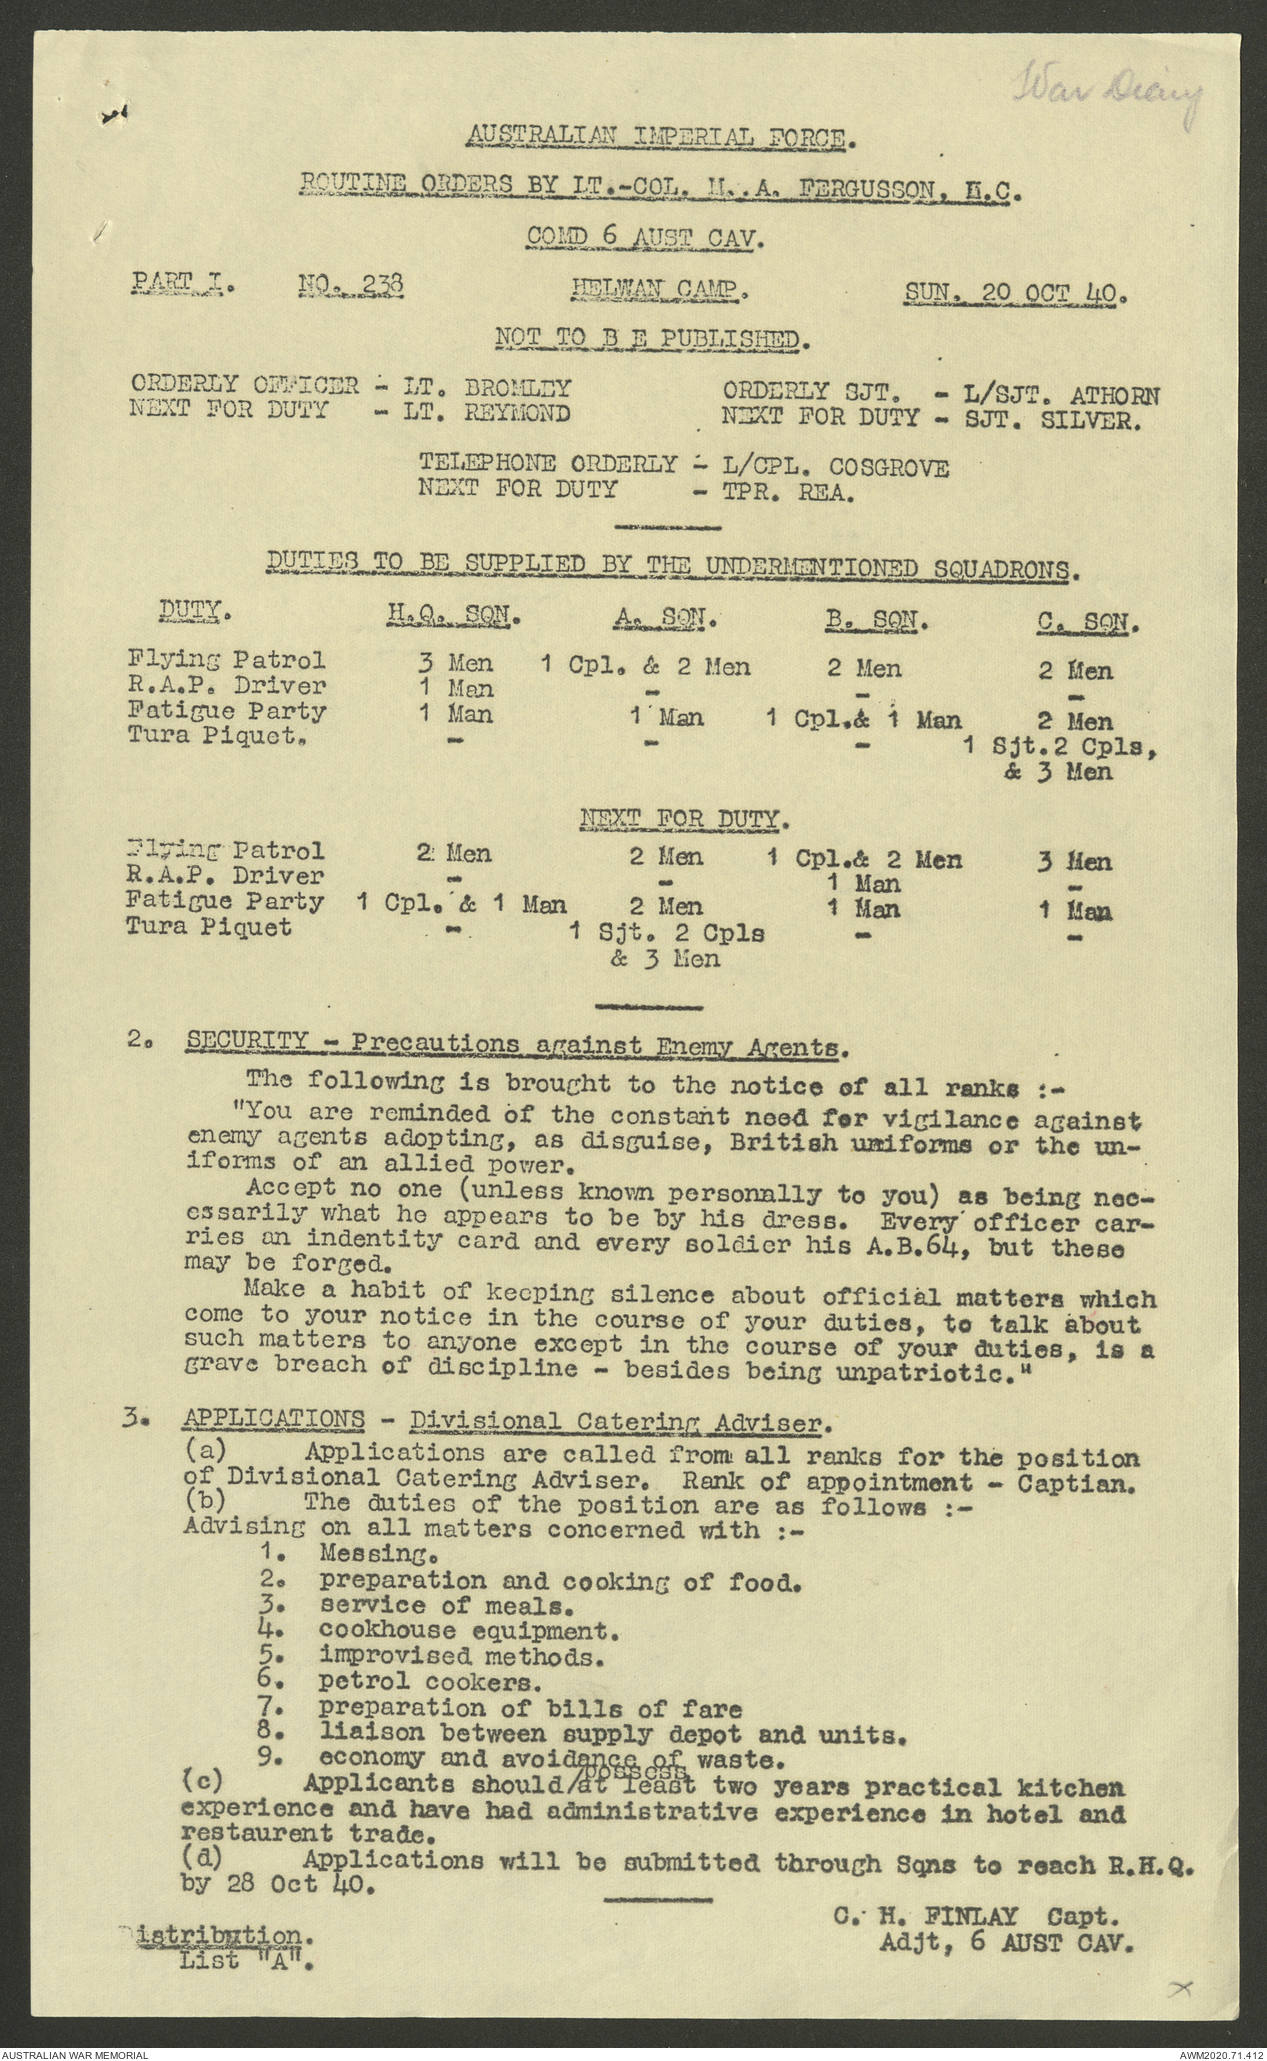 War Diary
AUSTRALIAN IMPERIAL FORCE.
ROUTINE ORDERS BY LT.-COL. M. A. FERGUSSON, M.C.
COMD 6 AUST CAV.
PART I. NO. 238 HELWAN CAMP. SUN. 20 OCT 40.
NOT TO B E PUBLISHED.
ORDERLY OFFICER - LT. BROMLEY ORDERLY SJT. - L/SJT. ATHORN
NEXT FOR DUTY - LT. REYMOND NEXT FOR DUTY - SJT. SILVER.
TELEPHONE ORDERLY - L/CPL. COSGROVE
NEXT FOR DUTY - TPR. REA.
DUTIES TO BE SUPPLIED BY THE UNDERMENTIONED SQUADRONS.
DUTY. H.Q. SQN. A. SQN. B. SQN. C. SQN.
Flying Patrol 3 Men 1 Cpl. & 2 Men 2 Men 2 Men
R.A.P. Driver 1 Man - - -
Fatigue Party 1 Man 1 Man 1 Cpl.& 1 Man 2 Men
Tura Piquet. - - - 1 Sjt.2 Cpls,
& 3 Men
NEXT FOR DUTY.
Flying Patrol 2 Men 2 Men 1 Cpl.& 2 Men 3 Men
R.A.P. Driver - - 1 Man -
Fatigue Party 1 Cpl. & 1 Man 2 Men 1 Man 1 Man
Tura Piquet - 1 Sjt. 2 Cpls - -
& 3 Men
2. SECURITY - Precautions against Enemy Agents.
The following is brought to the notice of all ranks :-
"You are reminded of the constant need for vigilance against
enemy agents adopting, as disguise, British uniforms or the un-
iforms of an allied power.
Accept no one (unless known personally to you) as being nec-
essarily what he appears to be by his dress. Every officer car-
ries an indentity card and every soldier his A.B.64, but these
may be forged.
Make a habit of keeping silence about official matters which
come to your notice in the course of your duties, to talk about
such matters to anyone except in the course of your duties, is a
grave breach of discipline - besides being unpatriotic."
3. APPLICATIONS - Divisional Catering Adviser.
(a) Applications are called from all ranks for the position
of Divisional Catering Adviser. Rank of appointment - Captian.
(b) The duties of the position are as follows :-
Advising on all matters concerned with :-
1. Messing.
2. preparation and cooking of food.
3. service of meals.
4. cookhouse equipment.
5. improvised methods.
6. petrol cookers.
7. preparation of bills of fare
8. liaison between supply depot and units.
9. economy and avoidance of waste.
possess
(c) Applicants should/at least two years practical kitchen
experience and have had administrative experience in hotel and
restaurent trade.
(d) Applications will be submitted through Sqns to reach R.H.Q.
by 28 Oct 40.
C. H. FINLAY Capt.
Adjt, 6 AUST CAV.
Distribution.
List "A".
x
AUSTRALIAN WAR MEMORIAL AWM2020.71.412